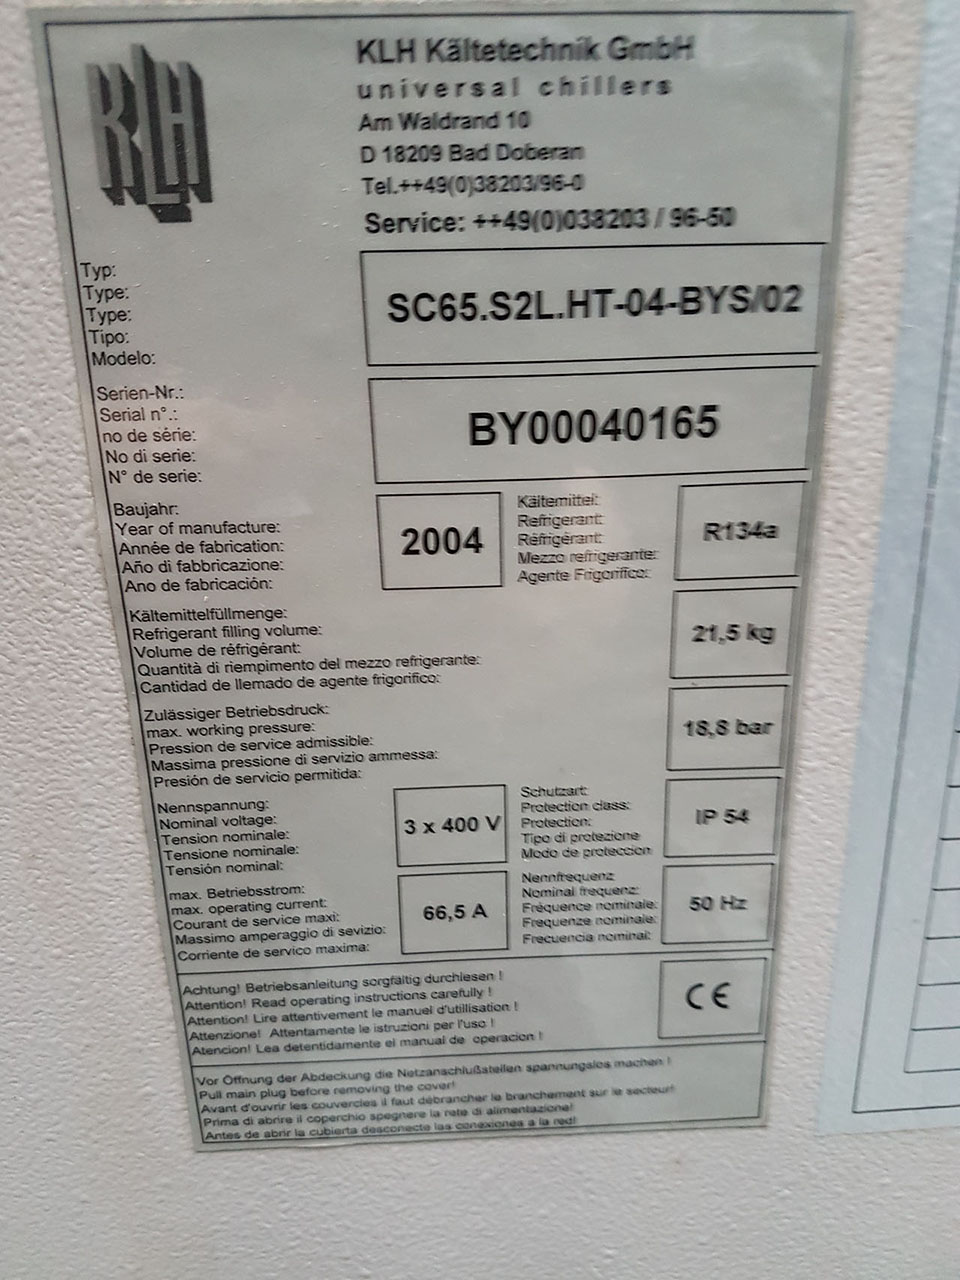 KLH
KLH Kältetechnik GmbH
universal chillers
Am Waldrand 10
D 18209 Bad Doberan
Tel.++49(0)38203/96-0
Service: ++49(0)038203 / 96-50
Typ:
Type:
Type:
Tipo:
Modelo:
SC65.S2L.HT-04-BYS/02
Serien-Nr.:
Serial n°.:
no de série:
No di serie:
N° de serie:
BY00040165
Baujahr:
Year of manufacture:
Année de fabrication:
Año di fabbricazione:
Ano de fabricación:
2004
Kältemittel:
Refrigerant:
Réfrigérant:
Mezzo refrigerante:
Agente Frigorifico:
R134a
Kältemittelfüllmenge:
Refrigerant filling volume:
Volume de réfrigérant:
Quantità di riempimento del mezzo refrigerante:
Cantidad de llemado de agente frigorifico:
21,5 kg
Zulässiger Betriebsdruck:
max. working pressure:
Pression de service admissible:
Massima pressione di servizio ammessa:
Presión de servicio permitida:
18,8 bar
Nennspannung:
Nominal voltage:
Tension nominale:
Tensione nominale:
Tensión nominal:
3 x 400 V
Schutzart:
Protection class:
Protection:
Tipo di protezione
Modo de proteccion
IP 54
max. Betriebsstrom:
max. operating current:
Courant de service maxi:
Massimo amperaggio di sevizio:
Corriente de servico maxima:
66,5 A
Nennfrequenz
Nominal frequenz:
Fréquence nominale:
Frequenze nominale:
Frecuencia nominal:
50 Hz
Achtung! Betriebsanleitung sorgfältig durchlesen !
Attention! Read operating instructions carefully !
Attention! Lire attentivement le manuel d'utillisation !
Attenzione! Attentamente le istruzioni per l'uso !
Atencion! Lea detentidamente el manual de operacion !
CE
Vor Öffnung der Abdeckung die Netzanschlußstellen spannungslos machen !
Pull main plug before removing the cover!
Avant d'ouvrir les couvercles il faut débrancher le branchement sur le secteur!
Prima di abrire il coperchio spegnere la rete di alimentazione!
Antes de abrir la cubierta desconecte las conexiones a la red!